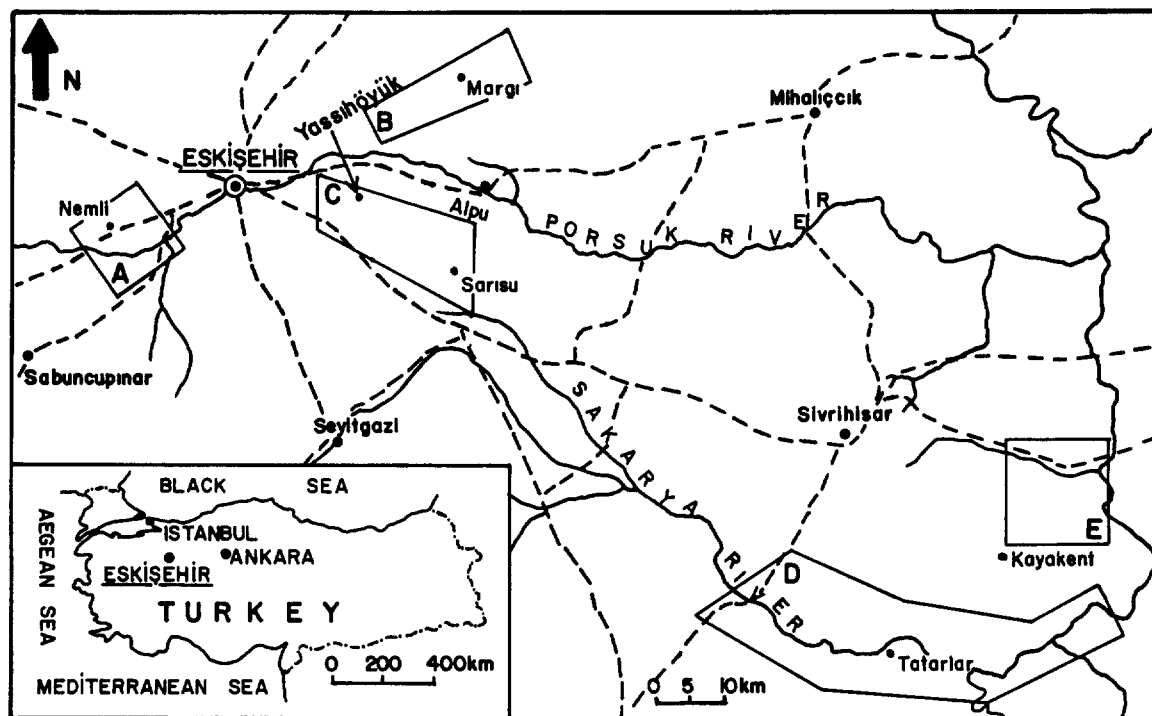 N
Margı
B
Yassıhöyük
Mihalıççık
ESKİŞEHİR
C
Alpu
Nemli
PORSUK RIVER
A
Sarısu
Sabuncupınar
SAKARYA RIVER
Seyitgazi
Sivrihisar
E
Kayakent
D
Tatarlar
0 5 10km
BLACK SEA
AEGEAN SEA
ISTANBUL
ANKARA
ESKİŞEHİR
TURKEY
0 200 400km
MEDITERRANEAN SEA